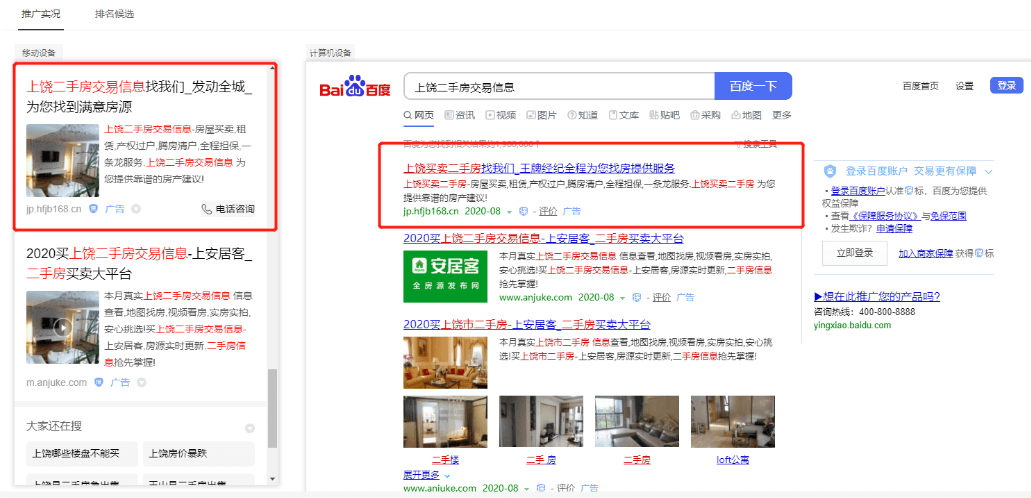 推广实况 排名候选
移动设备
上饶二手房交易信息找我们_发动全城_
为您找到满意房源
上饶二手房交易信息-房屋买卖,租
赁,产权过户,腾房清户,全程担保,一
条龙服务.上饶二手房交易信息 为
您提供靠谱的房产建议!
jp.hfjb168.cn 广告 电话咨询
2020买上饶二手房交易信息-上安居客_
二手房买卖大平台
本月真实上饶二手房交易信息 信息
查看,地图找房,视频看房,实房实拍,
安心挑选!买上饶二手房交易信息-
上安居客,房源实时更新,二手房信
息抢先掌握!
m.anjuke.com 广告
大家还在搜
上饶哪些楼盘不能买 上饶房价暴跌
计算机设备
Bai du 百度 上饶二手房交易信息 百度一下
百度首页 设置 登录
网页 资讯 视频 图片 知道 文库 贴吧 采购 地图 更多
搜索工具
上饶买卖二手房找我们_王牌经纪全程为您找房提供服务
上饶买卖二手房-房屋买卖,租赁,产权过户,腾房清户,全程担保,一条龙服务.上饶买卖二手房 为您
提供靠谱的房产建议!
jp.hfjb168.cn 2020-08 - 评价 广告
2020买上饶二手房交易信息-上安居客_二手房买卖大平台
安居客
全房源发布网
本月真实上饶二手房交易信息 信息查看,地图找房,视频看房,实房实拍,
安心挑选!买上饶二手房交易信息-上安居客,房源实时更新,二手房信息
抢先掌握!
www.anjuke.com 2020-08 - 评价 广告
2020买上饶市二手房-上安居客_二手房买卖大平台
本月真实上饶市二手房 信息查看,地图找房,视频看房,实房实拍,安心挑
选!买上饶市二手房-上安居客,房源实时更新,二手房信息抢先掌握!
二手楼 二手 房 二手房 loft公寓
展开更多
www.anjuke.com 2020-08 - 评价 广告
登录百度账户 交易更有保障
• 登录百度账户认准标，百度为您提供
权益保障
• 查看《保障服务协议》与免保范围
• 发生欺诈？申请保障
立即登录 加入商家保障 获得标
▶想在此推广您的产品吗?
咨询热线：400-800-8888
yingxiao.baidu.com